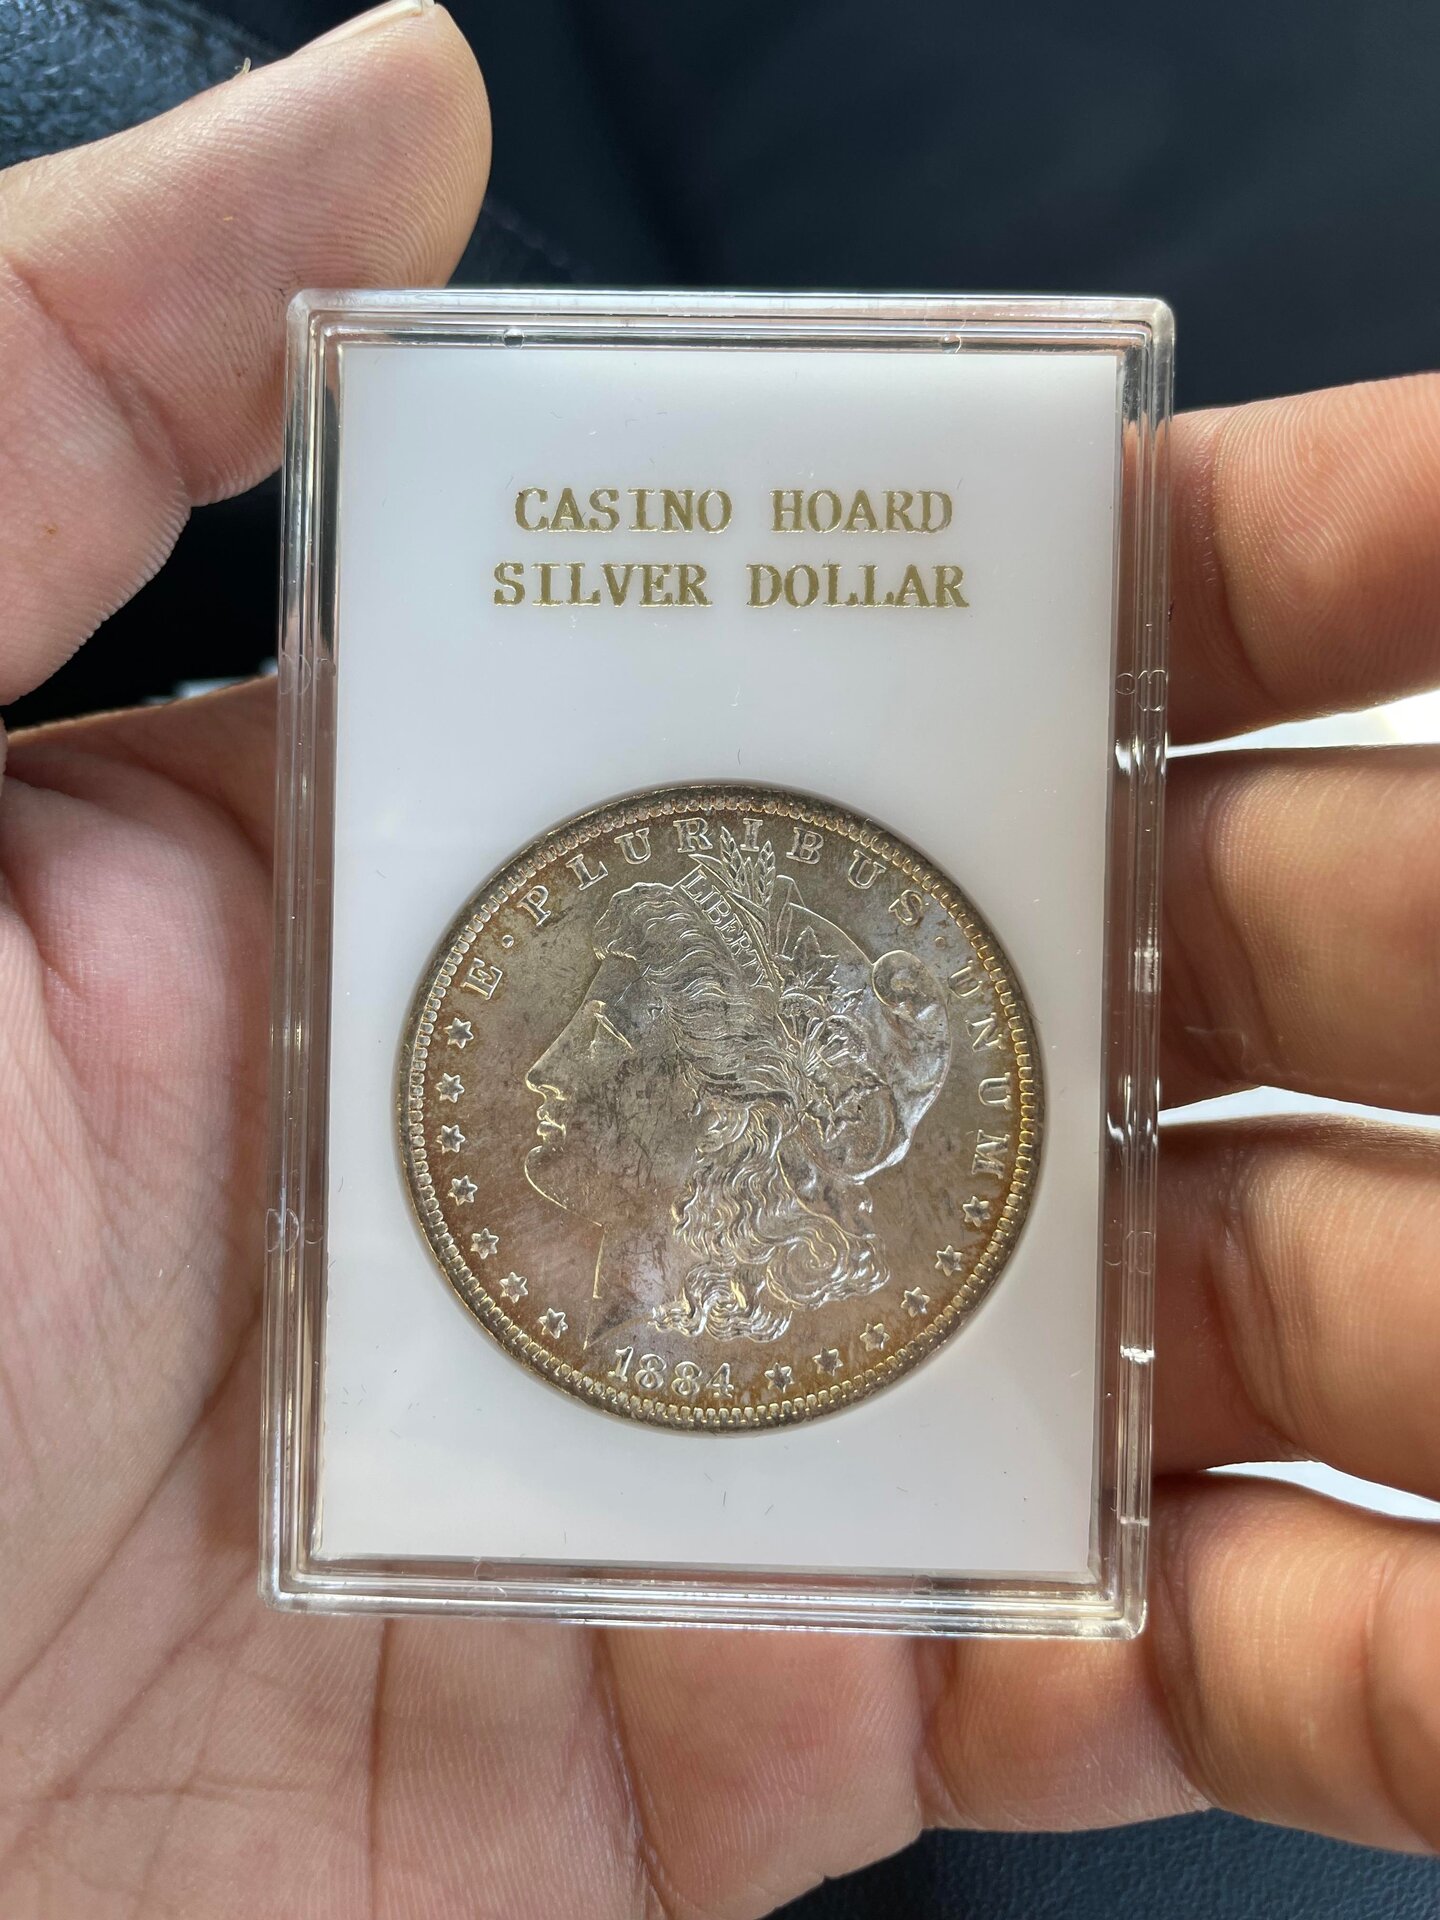 CASINO HOARD
SILVER DOLLAR
E · PLURIBUS · UNUM
LIBERTY
1884